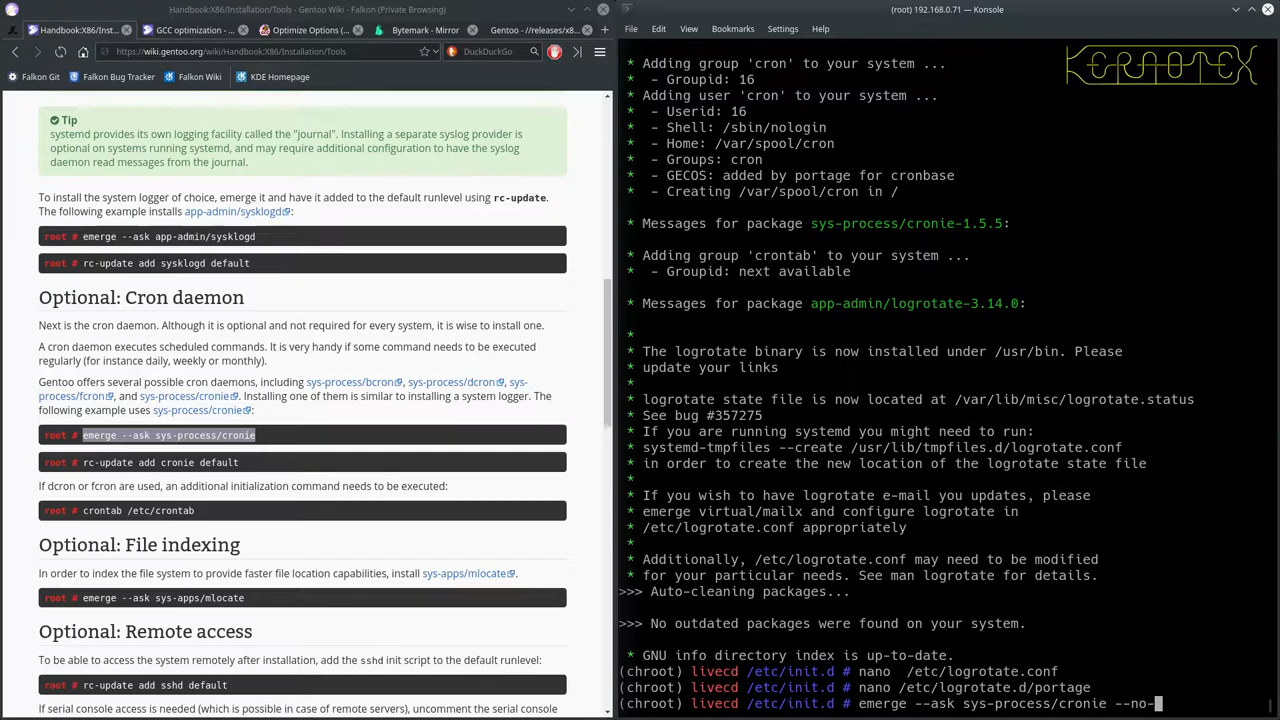 Handbook:X86/Installation/Tools - Gentoo Wiki - Falkon (Private Browsing)
Handbook:X86/Inst...
GCC optimization - ...
Optimize Options (...
Bytemark - Mirror
Gentoo - //releases/x8...
https://wiki.gentoo.org/wiki/Handbook:X86/Installation/Tools
DuckDuckGo
Falkon Git
Falkon Bug Tracker
Falkon Wiki
KDE Homepage
Tip
systemd provides its own logging facility called the "journal". Installing a separate syslog provider is
optional on systems running systemd, and may require additional configuration to have the syslog
daemon read messages from the journal.
To install the system logger of choice, emerge it and have it added to the default runlevel using rc-update.
The following example installs app-admin/sysklogd:
root # emerge --ask app-admin/sysklogd
root # rc-update add sysklogd default
Optional: Cron daemon
Next is the cron daemon. Although it is optional and not required for every system, it is wise to install one.
A cron daemon executes scheduled commands. It is very handy if some command needs to be executed
regularly (for instance daily, weekly or monthly).
Gentoo offers several possible cron daemons, including sys-process/bcron, sys-process/dcron, sys-
process/fcron, and sys-process/cronie. Installing one of them is similar to installing a system logger. The
following example uses sys-process/cronie:
root # emerge --ask sys-process/cronie
root # rc-update add cronie default
If dcron or fcron are used, an additional initialization command needs to be executed:
root # crontab /etc/crontab
Optional: File indexing
In order to index the file system to provide faster file location capabilities, install sys-apps/mlocate.
root # emerge --ask sys-apps/mlocate
Optional: Remote access
To be able to access the system remotely after installation, add the sshd init script to the default runlevel:
root # rc-update add sshd default
If serial console access is needed (which is possible in case of remote servers), uncomment the serial console
(root) 192.168.0.71 — Konsole
File Edit View Bookmarks Settings Help
KERAOTEX
* Adding group 'cron' to your system ...
*  - Groupid: 16
* Adding user 'cron' to your system ...
*  - Userid: 16
*  - Shell: /sbin/nologin
*  - Home: /var/spool/cron
*  - Groups: cron
*  - GECOS: added by portage for cronbase
*  - Creating /var/spool/cron in /
* Messages for package sys-process/cronie-1.5.5:
* Adding group 'crontab' to your system ...
*  - Groupid: next available
* Messages for package app-admin/logrotate-3.14.0:
*
* The logrotate binary is now installed under /usr/bin. Please
* update your links
*
* logrotate state file is now located at /var/lib/misc/logrotate.status
* See bug #357275
* If you are running systemd you might need to run:
* systemd-tmpfiles --create /usr/lib/tmpfiles.d/logrotate.conf
* in order to create the new location of the logrotate state file
*
* If you wish to have logrotate e-mail you updates, please
* emerge virtual/mailx and configure logrotate in
* /etc/logrotate.conf appropriately
*
* Additionally, /etc/logrotate.conf may need to be modified
* for your particular needs. See man logrotate for details.
>>> Auto-cleaning packages...
>>> No outdated packages were found on your system.
* GNU info directory index is up-to-date.
(chroot) livecd /etc/init.d # nano  /etc/logrotate.conf
(chroot) livecd /etc/init.d # nano /etc/logrotate.d/portage
(chroot) livecd /etc/init.d # emerge --ask sys-process/cronie --no-